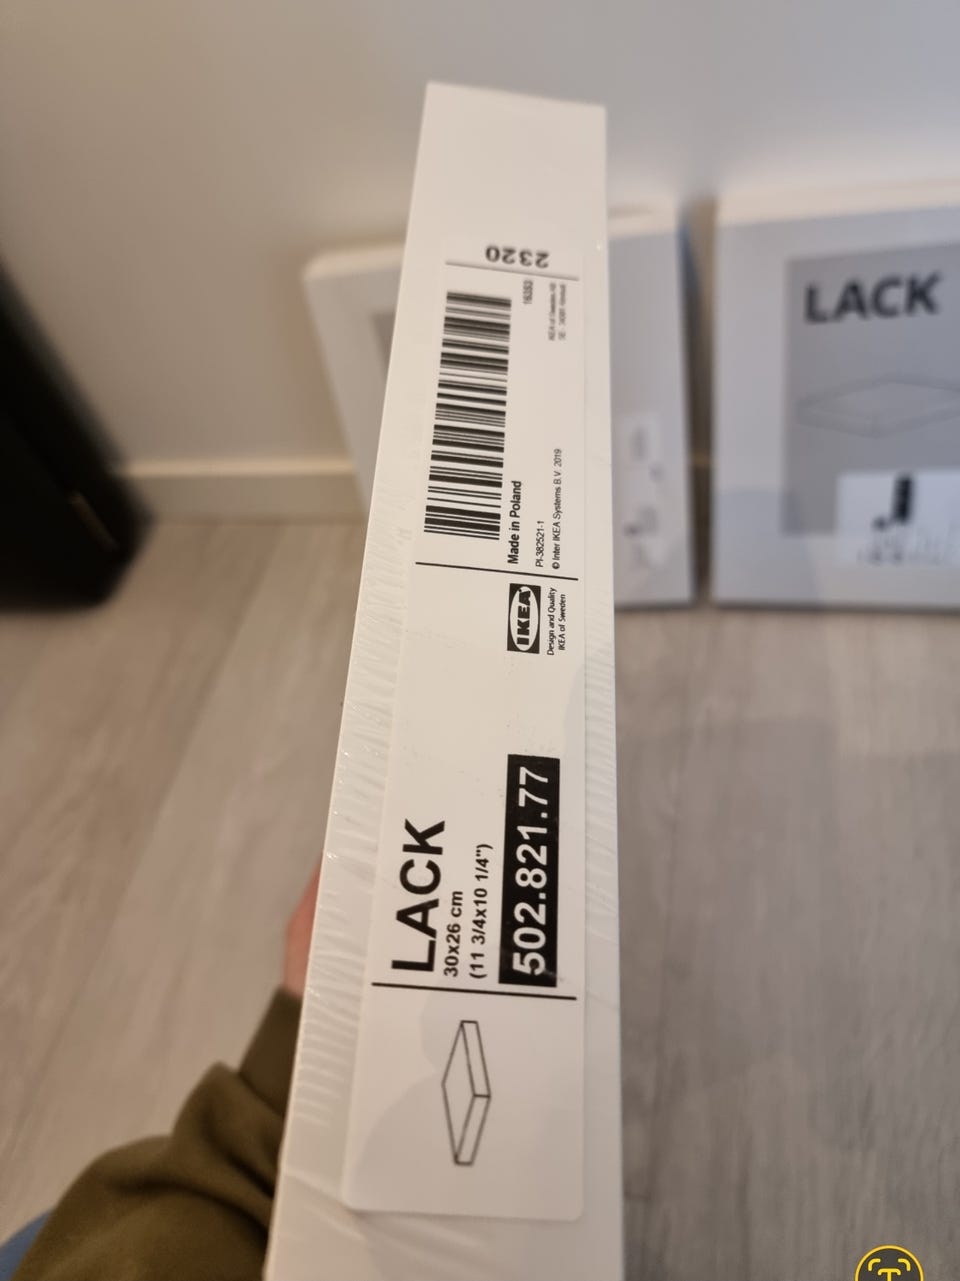 LACK
30x26 cm
(11 3/4x10 1/4")
502.821.77
IKEA
Design and Quality
IKEA of Sweden
Made in Poland
PI-382521-1
© Inter IKEA Systems B.V. 2019
2320
LACK